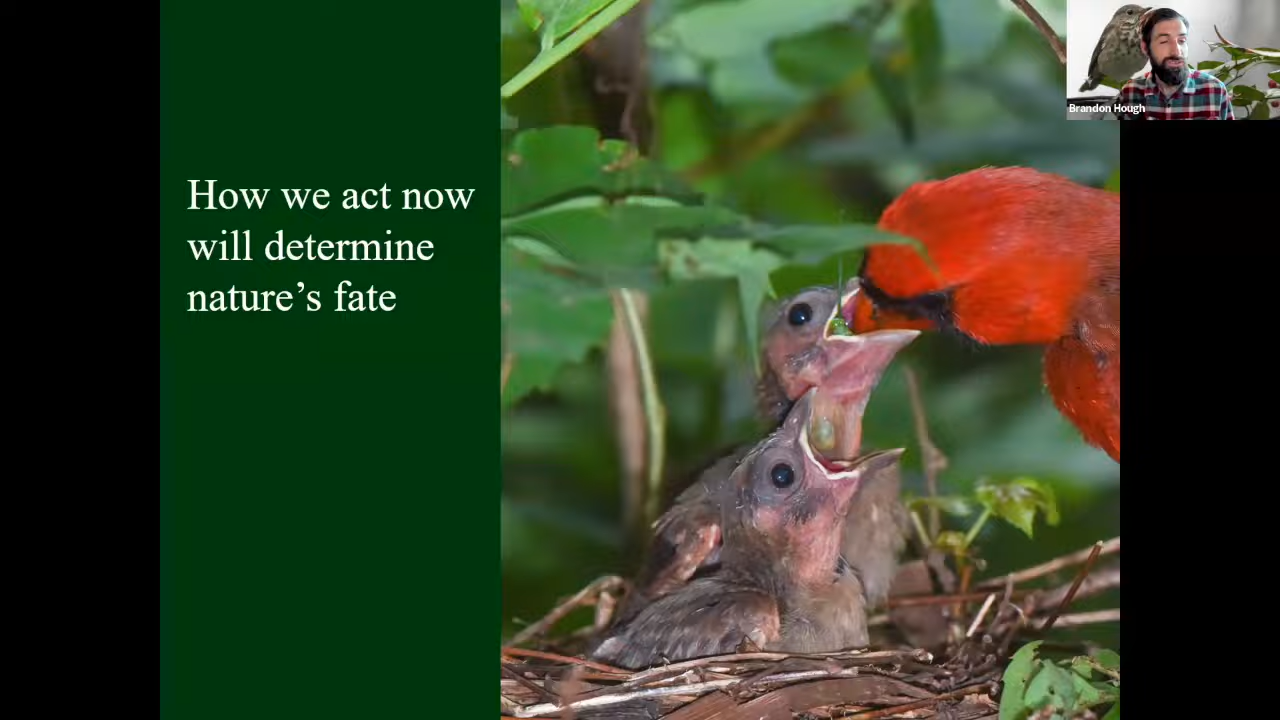 How we act now
will determine
nature’s fate
Brandon Hough